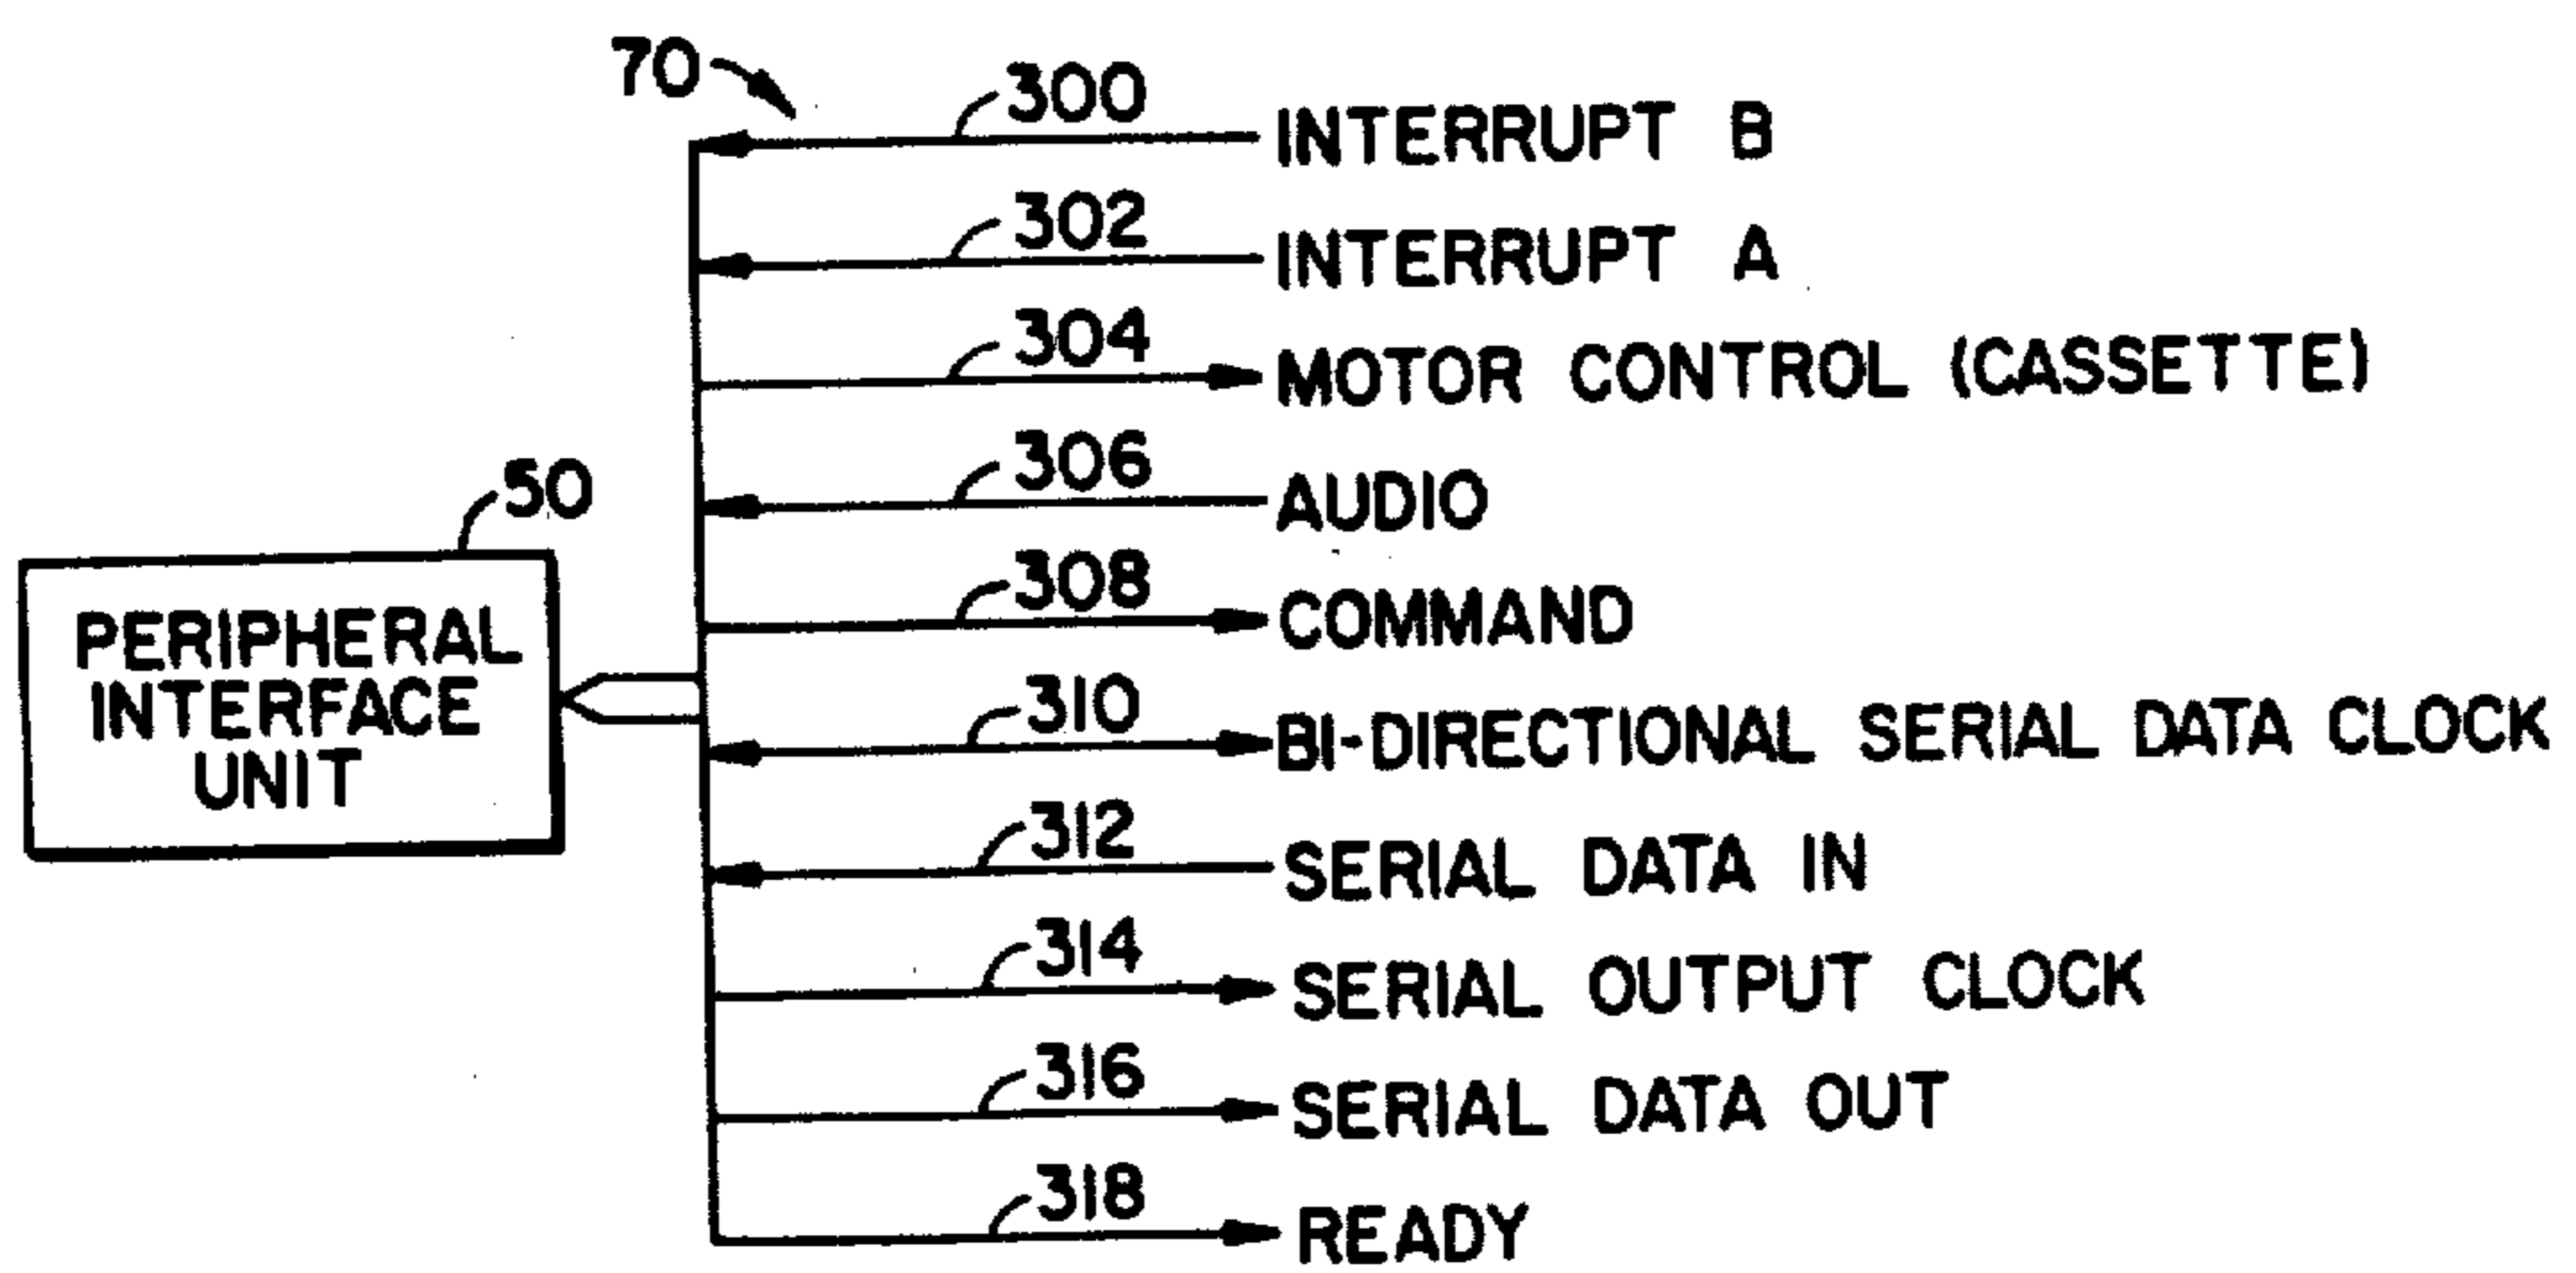 70
300
INTERRUPT B
302
INTERRUPT A
304
MOTOR CONTROL (CASSETTE)
306
AUDIO
50
308
COMMAND
PERIPHERAL
INTERFACE
UNIT
310
BI-DIRECTIONAL SERIAL DATA CLOCK
312
SERIAL DATA IN
314
SERIAL OUTPUT CLOCK
316
SERIAL DATA OUT
318
READY